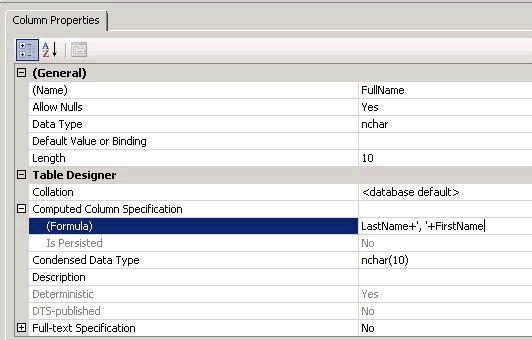 Column Properties
(General)
(Name) FullName
Allow Nulls Yes
Data Type nchar
Default Value or Binding
Length 10
Table Designer
Collation <database default>
Computed Column Specification
(Formula) LastName+', '+FirstName
Is Persisted No
Condensed Data Type nchar(10)
Description
Deterministic Yes
DTS-published No
Full-text Specification No